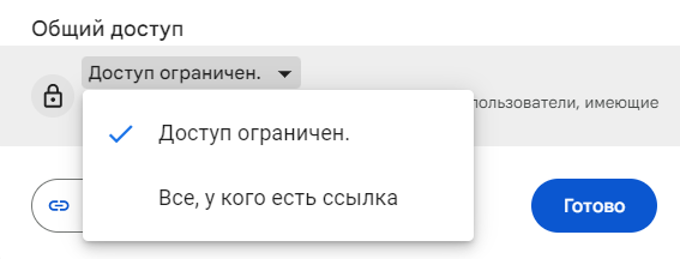 Общий доступ
Доступ ограничен.
пользователи, имеющие
Доступ ограничен.
Все, у кого есть ссылка
Готово